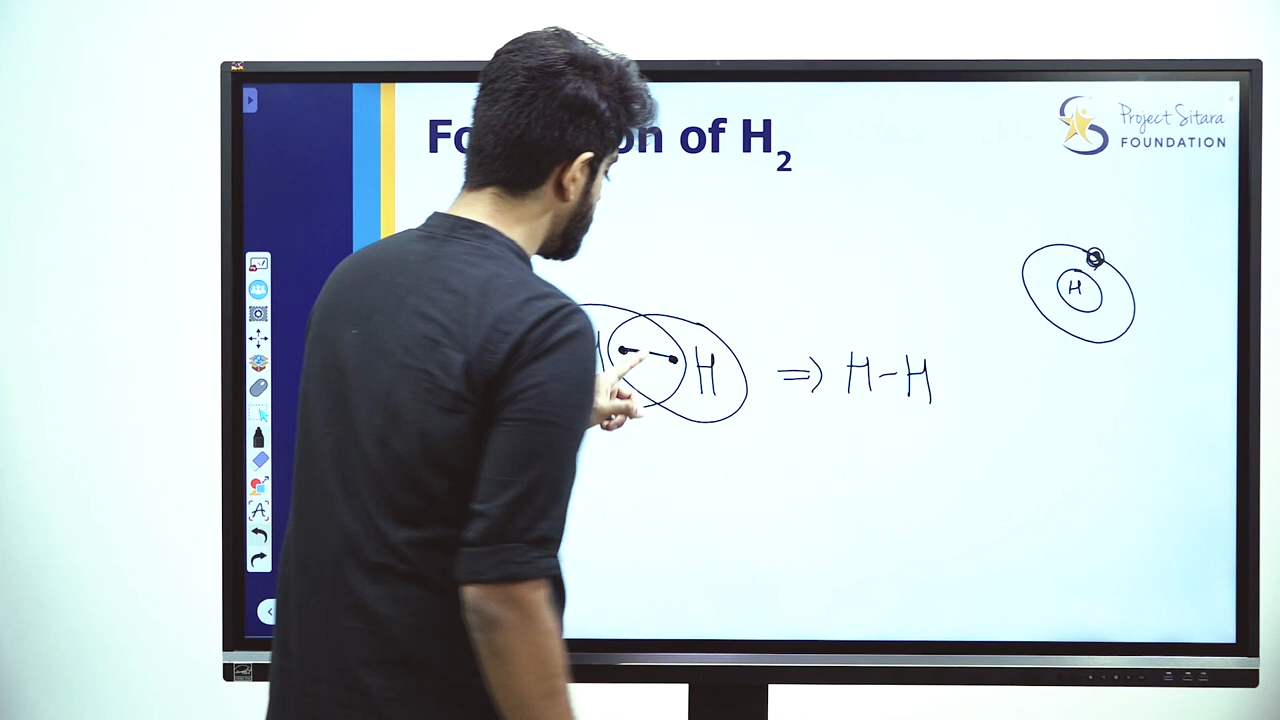 Fo on of H₂
Project Sitara
FOUNDATION
H
H ⇒ H-H
A